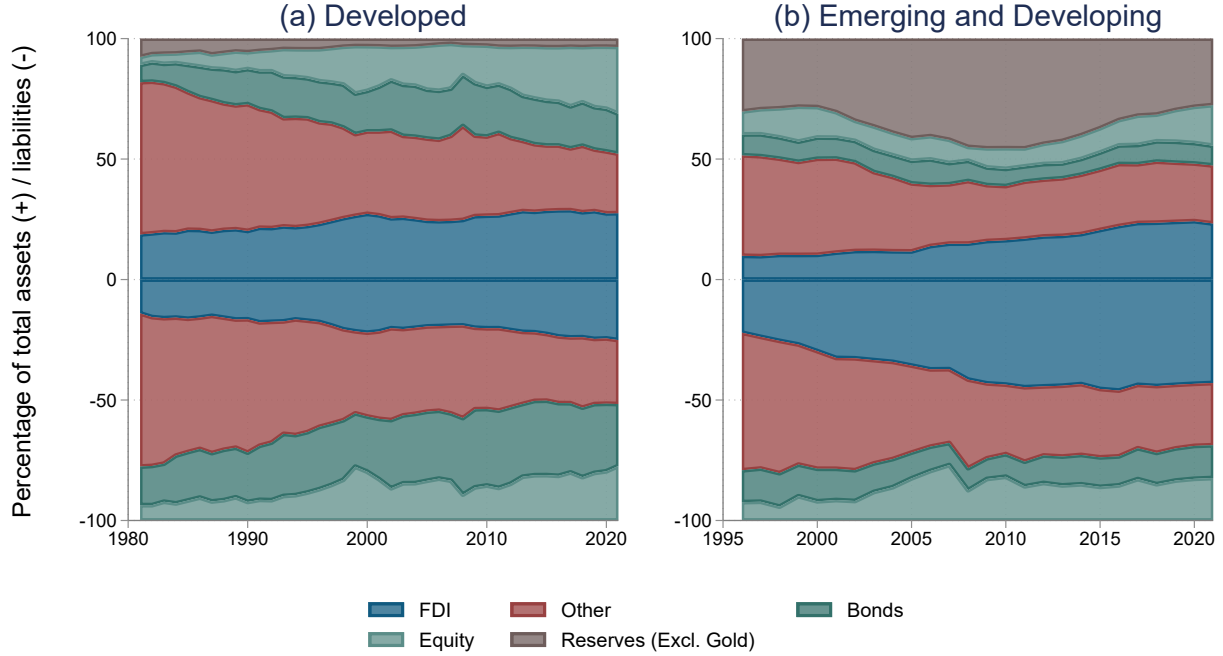 (a) Developed
(b) Emerging and Developing
Percentage of total assets (+) / liabilities (-)
100
50
0
-50
-100
1980 1990 2000 2010 2020
100
50
0
-50
-100
1995 2000 2005 2010 2015 2020
FDI Other Bonds
Equity Reserves (Excl. Gold)